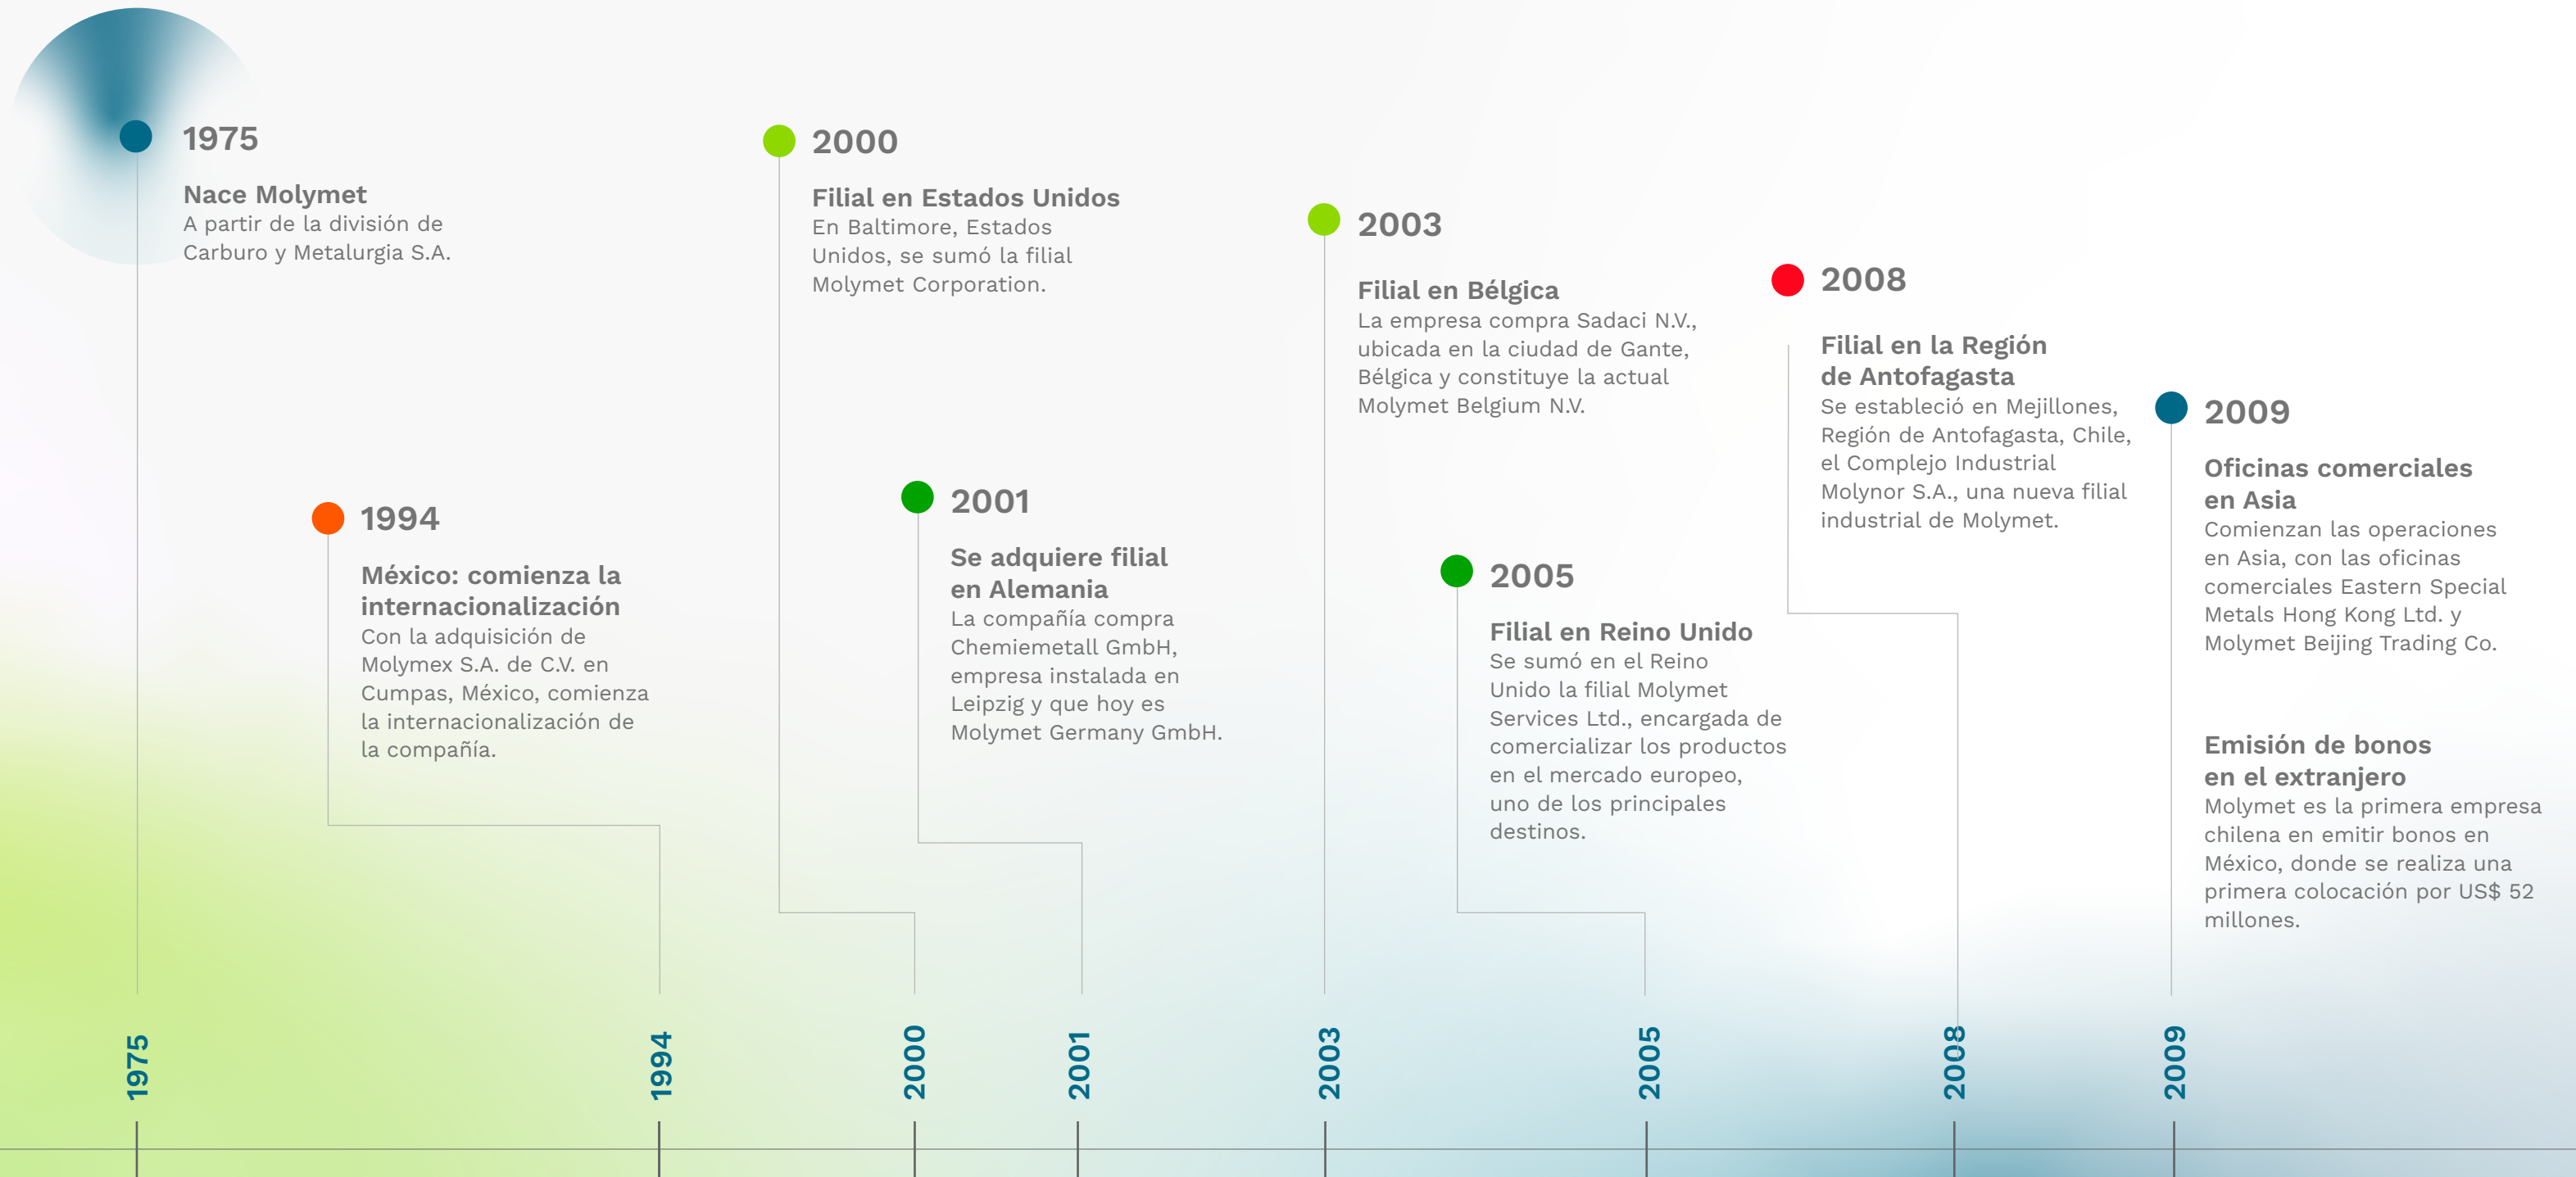 1975
Nace Molymet
A partir de la división de
Carburo y Metalurgia S.A.
1994
México: comienza la
internacionalización
Con la adquisición de
Molymex S.A. de C.V. en
Cumpas, México, comienza
la internacionalización de
la compañía.
2000
Filial en Estados Unidos
En Baltimore, Estados
Unidos, se sumó la filial
Molymet Corporation.
2001
Se adquiere filial
en Alemania
La compañía compra
Chemiemetall GmbH,
empresa instalada en
Leipzig y que hoy es
Molymet Germany GmbH.
2003
Filial en Bélgica
La empresa compra Sadaci N.V.,
ubicada en la ciudad de Gante,
Bélgica y constituye la actual
Molymet Belgium N.V.
2005
Filial en Reino Unido
Se sumó en el Reino
Unido la filial Molymet
Services Ltd., encargada de
comercializar los productos
en el mercado europeo,
uno de los principales
destinos.
2008
Filial en la Región
de Antofagasta
Se estableció en Mejillones,
Región de Antofagasta, Chile,
el Complejo Industrial
Molynor S.A., una nueva filial
industrial de Molymet.
2009
Oficinas comerciales
en Asia
Comienzan las operaciones
en Asia, con las oficinas
comerciales Eastern Special
Metals Hong Kong Ltd. y
Molymet Beijing Trading Co.
Emisión de bonos
en el extranjero
Molymet es la primera empresa
chilena en emitir bonos en
México, donde se realiza una
primera colocación por US$ 52
millones.
1975
1994
2000
2001
2003
2005
2008
2009